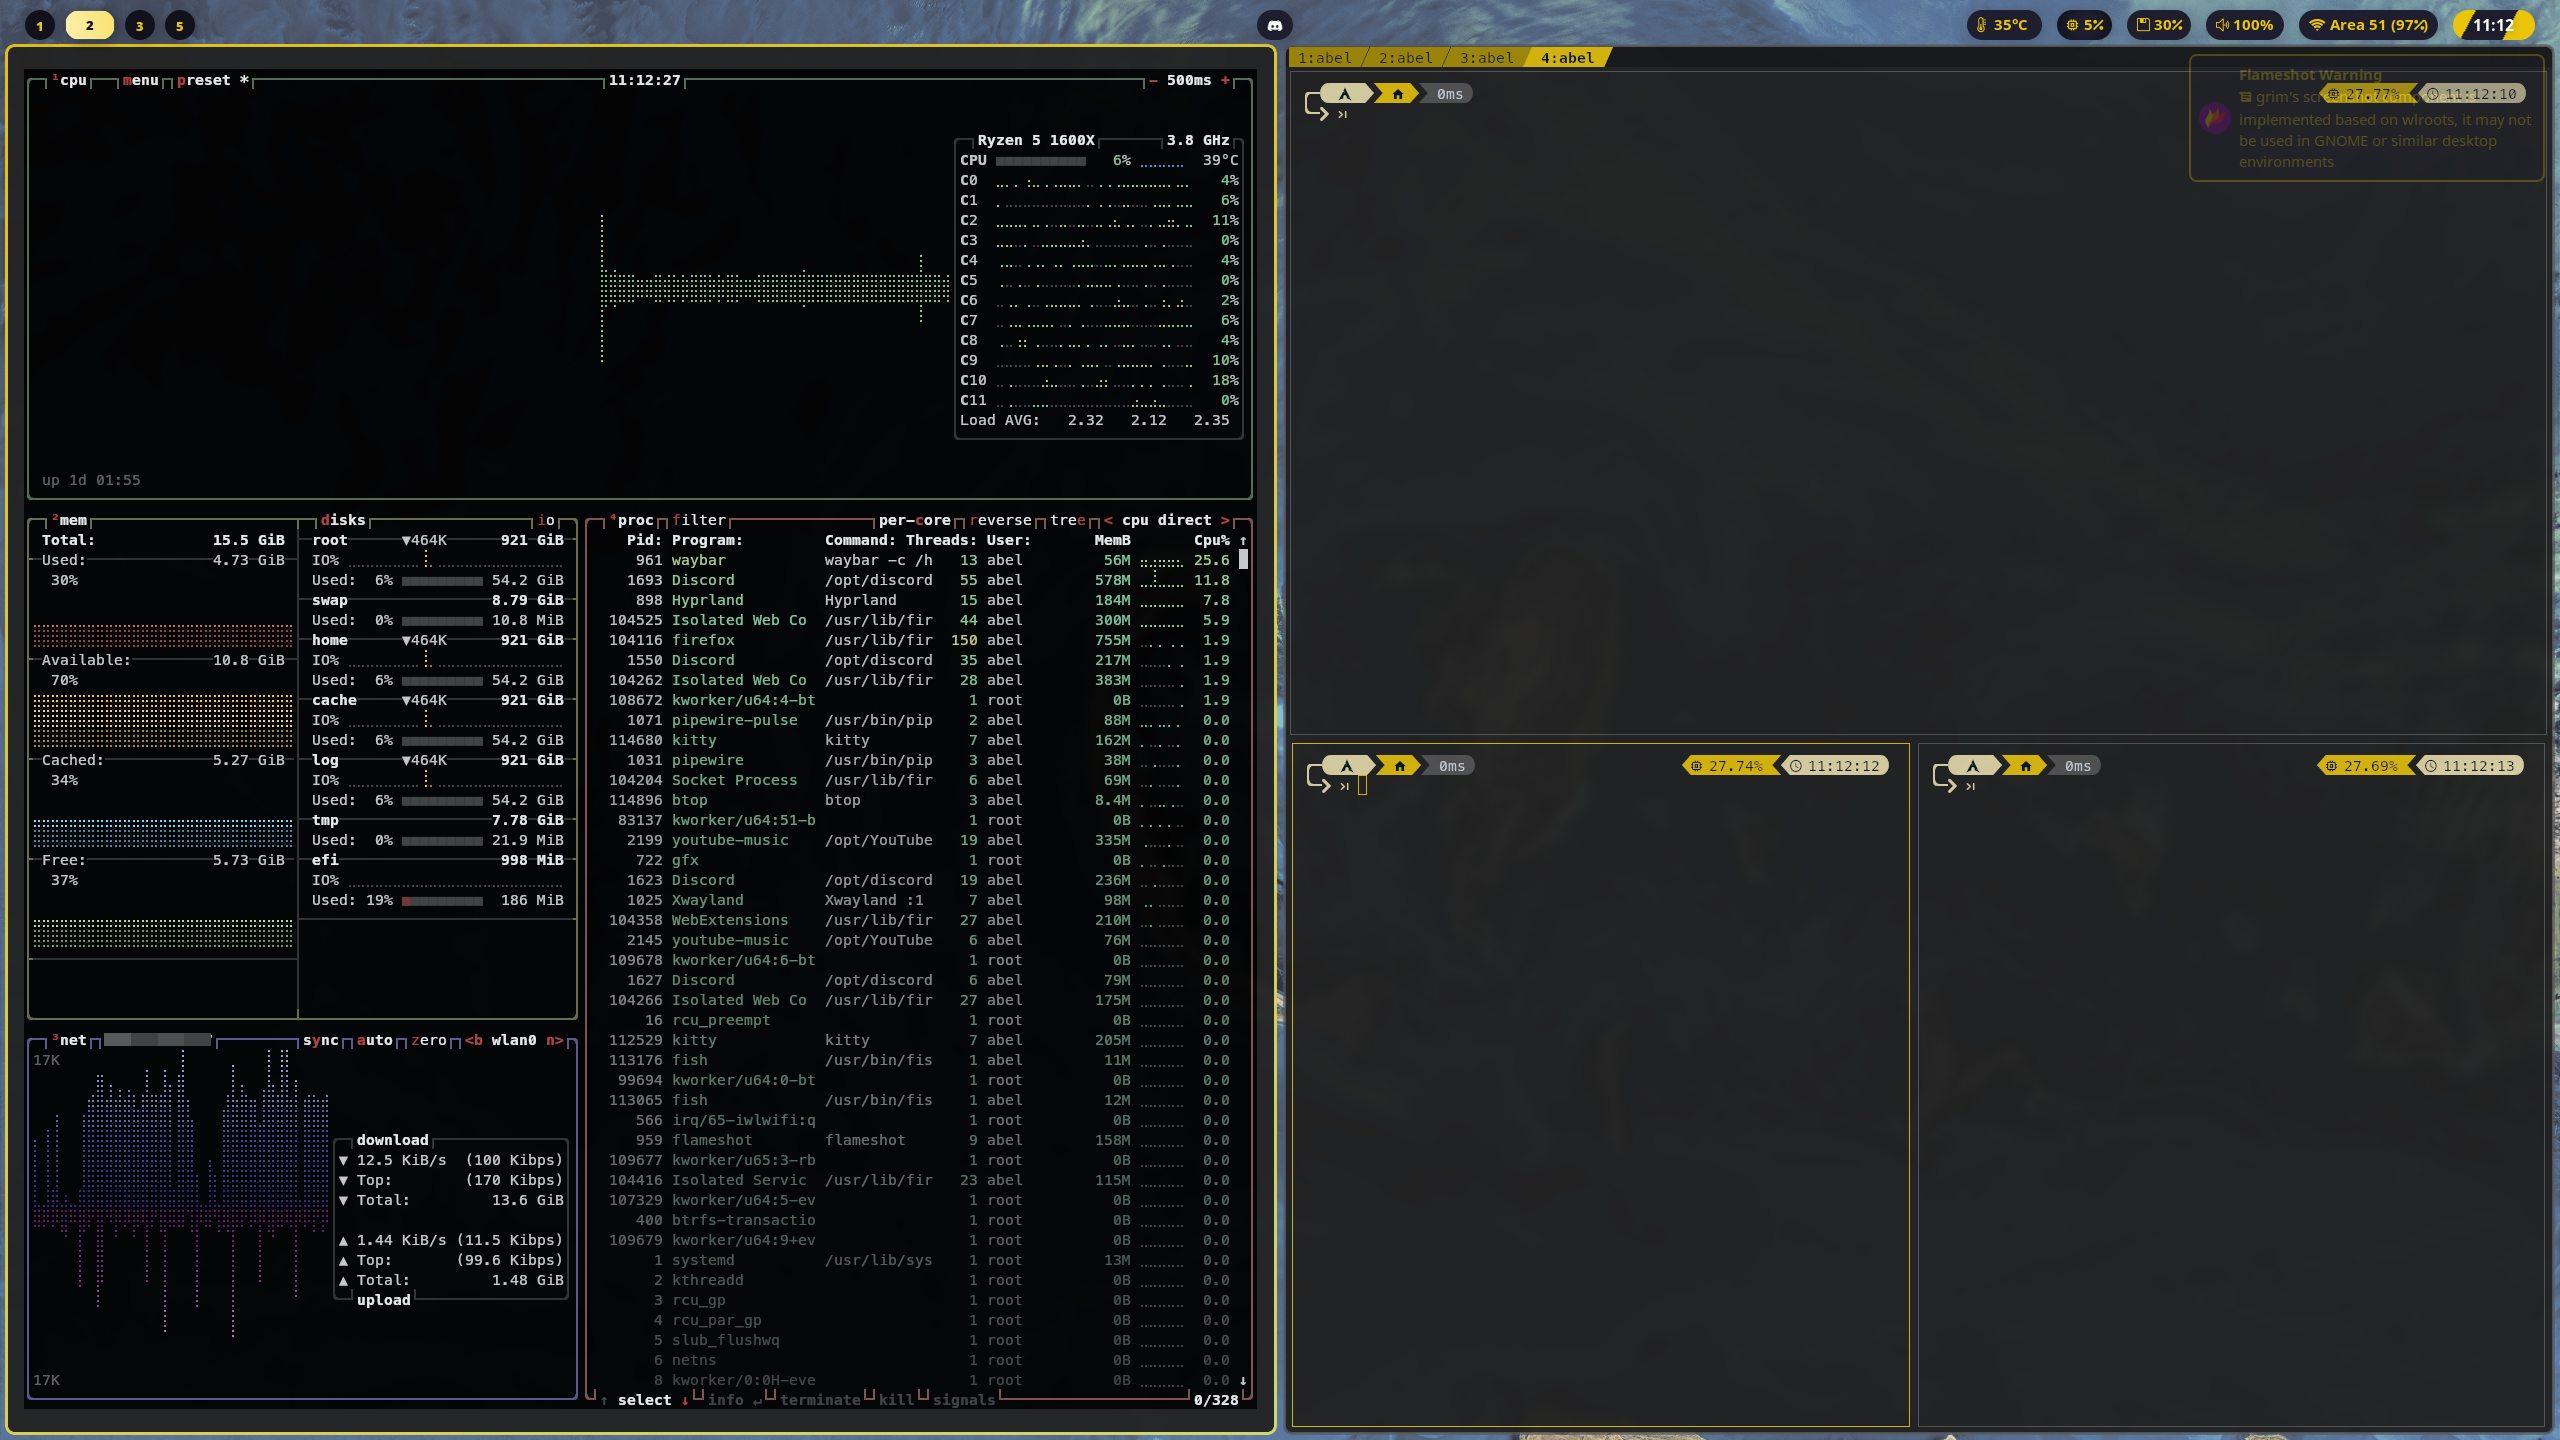 1 2 3 5
35°C 5% 30% 100% Area 51 (97%) 11:12
¹cpu menu preset * 11:12:27 - 500ms +
Ryzen 5 1600X 3.8 GHz
CPU 6% 39°C
C0 4%
C1 6%
C2 11%
C3 0%
C4 4%
C5 0%
C6 2%
C7 6%
C8 4%
C9 10%
C10 18%
C11 0%
Load AVG: 2.32 2.12 2.35
up 1d 01:55
²mem
Total: 15.5 GiB
Used: 4.73 GiB
30%
Available: 10.8 GiB
70%
Cached: 5.27 GiB
34%
Free: 5.73 GiB
37%
disks io
root ▼464K 921 GiB
IO%
Used: 6% 54.2 GiB
swap 8.79 GiB
Used: 0% 10.8 MiB
home ▼464K 921 GiB
IO%
Used: 6% 54.2 GiB
cache ▼464K 921 GiB
IO%
Used: 6% 54.2 GiB
log ▼464K 921 GiB
IO%
Used: 6% 54.2 GiB
tmp 7.78 GiB
Used: 0% 21.9 MiB
efi 998 MiB
IO%
Used: 19% 186 MiB
³net sync auto zero <b wlan0 n>
17K
download
▼ 12.5 KiB/s (100 Kibps)
▼ Top: (170 Kibps)
▼ Total: 13.6 GiB
▲ 1.44 KiB/s (11.5 Kibps)
▲ Top: (99.6 Kibps)
▲ Total: 1.48 GiB
upload
17K
⁴proc filter per-core reverse tree < cpu direct >
Pid: Program: Command: Threads: User: MemB Cpu% ↑
961 waybar waybar -c /h 13 abel 56M 25.6
1693 Discord /opt/discord 55 abel 578M 11.8
898 Hyprland Hyprland 15 abel 184M 7.8
104525 Isolated Web Co /usr/lib/fir 44 abel 300M 5.9
104116 firefox /usr/lib/fir 150 abel 755M 1.9
1550 Discord /opt/discord 35 abel 217M 1.9
104262 Isolated Web Co /usr/lib/fir 28 abel 383M 1.9
108672 kworker/u64:4-bt 1 root 0B 1.9
1071 pipewire-pulse /usr/bin/pip 2 abel 88M 0.0
114680 kitty kitty 7 abel 162M 0.0
1031 pipewire /usr/bin/pip 3 abel 38M 0.0
104204 Socket Process /usr/lib/fir 6 abel 69M 0.0
114896 btop btop 3 abel 8.4M 0.0
83137 kworker/u64:51-b 1 root 0B 0.0
2199 youtube-music /opt/YouTube 19 abel 335M 0.0
722 gfx 1 root 0B 0.0
1623 Discord /opt/discord 19 abel 236M 0.0
1025 Xwayland Xwayland :1 7 abel 98M 0.0
104358 WebExtensions /usr/lib/fir 27 abel 210M 0.0
2145 youtube-music /opt/YouTube 6 abel 76M 0.0
109678 kworker/u64:6-bt 1 root 0B 0.0
1627 Discord /opt/discord 6 abel 79M 0.0
104266 Isolated Web Co /usr/lib/fir 27 abel 175M 0.0
16 rcu_preempt 1 root 0B 0.0
112529 kitty kitty 7 abel 205M 0.0
113176 fish /usr/bin/fis 1 abel 11M 0.0
99694 kworker/u64:0-bt 1 root 0B 0.0
113065 fish /usr/bin/fis 1 abel 12M 0.0
566 irq/65-iwlwifi:q 1 root 0B 0.0
959 flameshot flameshot 9 abel 158M 0.0
109677 kworker/u65:3-rb 1 root 0B 0.0
104416 Isolated Servic /usr/lib/fir 23 abel 115M 0.0
107329 kworker/u64:5-ev 1 root 0B 0.0
400 btrfs-transactio 1 root 0B 0.0
109679 kworker/u64:9+ev 1 root 0B 0.0
1 systemd /usr/lib/sys 1 root 13M 0.0
2 kthreadd 1 root 0B 0.0
3 rcu_gp 1 root 0B 0.0
4 rcu_par_gp 1 root 0B 0.0
5 slub_flushwq 1 root 0B 0.0
6 netns 1 root 0B 0.0
8 kworker/0:0H-eve 1 root 0B 0.0 ↓
↑ select ↓ info ↵ terminate kill signals 0/328
1:abel 2:abel 3:abel 4:abel
0ms 27.77% 11:12:10
Flameshot Warning
grim's
implemented based on wlroots, it may not
be used in GNOME or similar desktop
environments
0ms 27.74% 11:12:12
0ms 27.69% 11:12:13